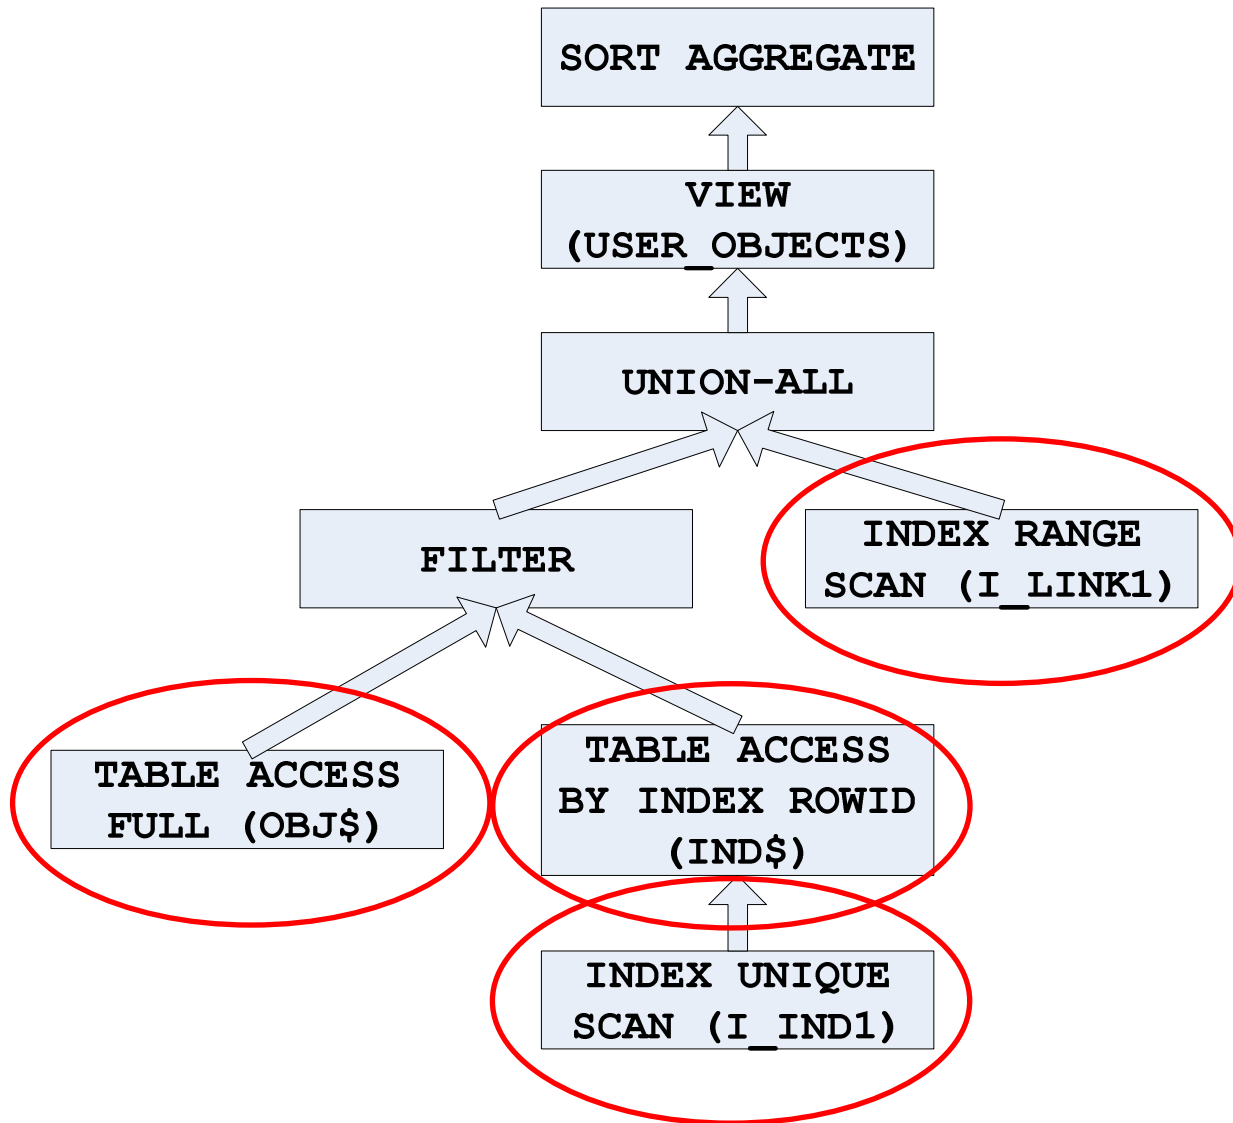 SORT AGGREGATE
VIEW
(USER_OBJECTS)
UNION-ALL
FILTER
INDEX RANGE
SCAN (I_LINK1)
TABLE ACCESS
FULL (OBJ$)
TABLE ACCESS
BY INDEX ROWID
(IND$)
INDEX UNIQUE
SCAN (I_IND1)